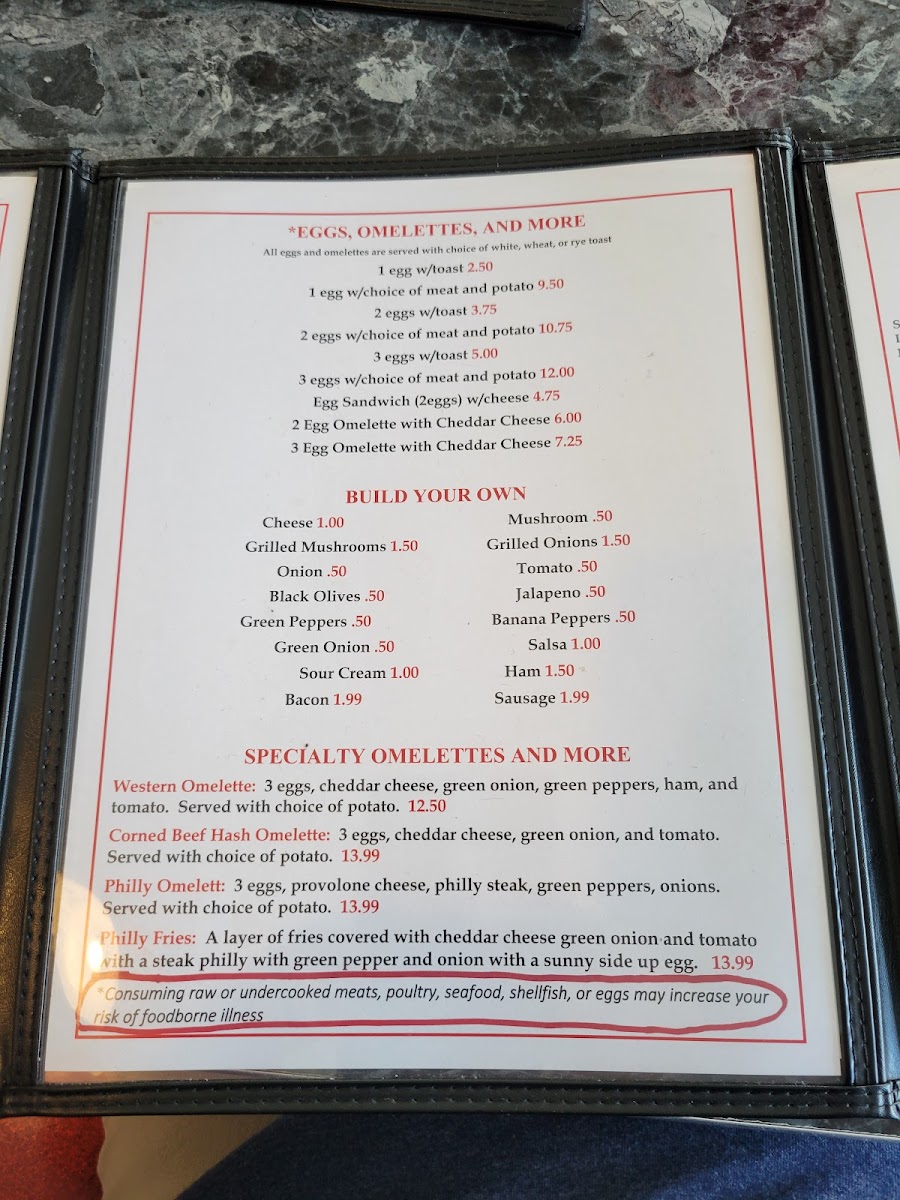 *EGGS, OMELETTES, AND MORE
All eggs and omelettes are served with choice of white, wheat, or rye toast
1 egg w/toast 2.50
1 egg w/choice of meat and potato 9.50
2 eggs w/toast 3.75
2 eggs w/choice of meat and potato 10.75
3 eggs w/toast 5.00
3 eggs w/choice of meat and potato 12.00
Egg Sandwich (2eggs) w/cheese 4.75
2 Egg Omelette with Cheddar Cheese 6.00
3 Egg Omelette with Cheddar Cheese 7.25
BUILD YOUR OWN
Cheese 1.00 Mushroom .50
Grilled Mushrooms 1.50 Grilled Onions 1.50
Onion .50 Tomato .50
Black Olives .50 Jalapeno .50
Green Peppers .50 Banana Peppers .50
Green Onion .50 Salsa 1.00
Sour Cream 1.00 Ham 1.50
Bacon 1.99 Sausage 1.99
SPECIALTY OMELETTES AND MORE
Western Omelette: 3 eggs, cheddar cheese, green onion, green peppers, ham, and
tomato. Served with choice of potato. 12.50
Corned Beef Hash Omelette: 3 eggs, cheddar cheese, green onion, and tomato.
Served with choice of potato. 13.99
Philly Omelett: 3 eggs, provolone cheese, philly steak, green peppers, onions.
Served with choice of potato. 13.99
Philly Fries: A layer of fries covered with cheddar cheese green onion and tomato
with a steak philly with green pepper and onion with a sunny side up egg. 13.99
*Consuming raw or undercooked meats, poultry, seafood, shellfish, or eggs may increase your
risk of foodborne illness